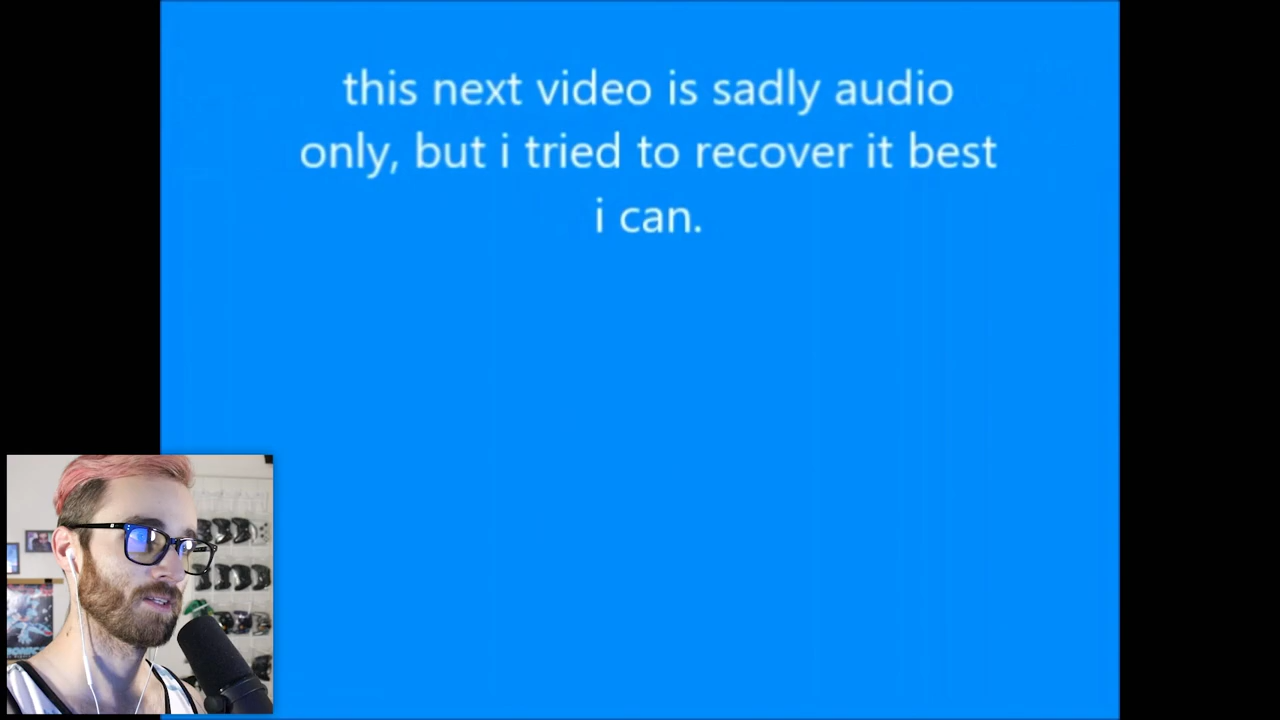 this next video is sadly audio
only, but i tried to recover it best
i can.